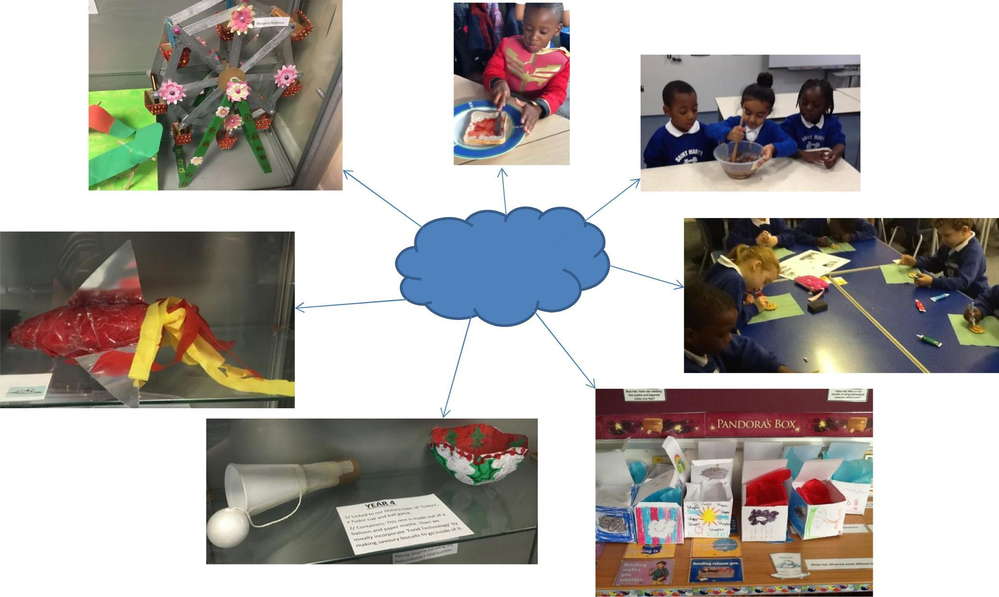 Maryanne Nzegbuna
SAINT MARY'S
SAINT MARY'S
YEAR 4
1/ Linked to our History topic of 'Tudors',
a Tudor cup and ball game.
2/ Containers: This one is made out of a
balloon and paper mache. Then we
usually incorporate 'Food Technology' by
making savoury biscuits to go inside of it.
Planning, designing and making, and
finally evaluating a 'Fairground Ride'
Red Hat: How can reading
the myths and legends
make you feel?
Yellow Hat: What are the
benefits of using mythological
creatures within myths?
PANDORA'S BOX
To make Shapes
Shapes
Shapes
Shapes
Reading is fun!
Reading exercises
your mind.
Reading
makes
you
smarter.
Reading relaxes you.
White Hat: What are some different